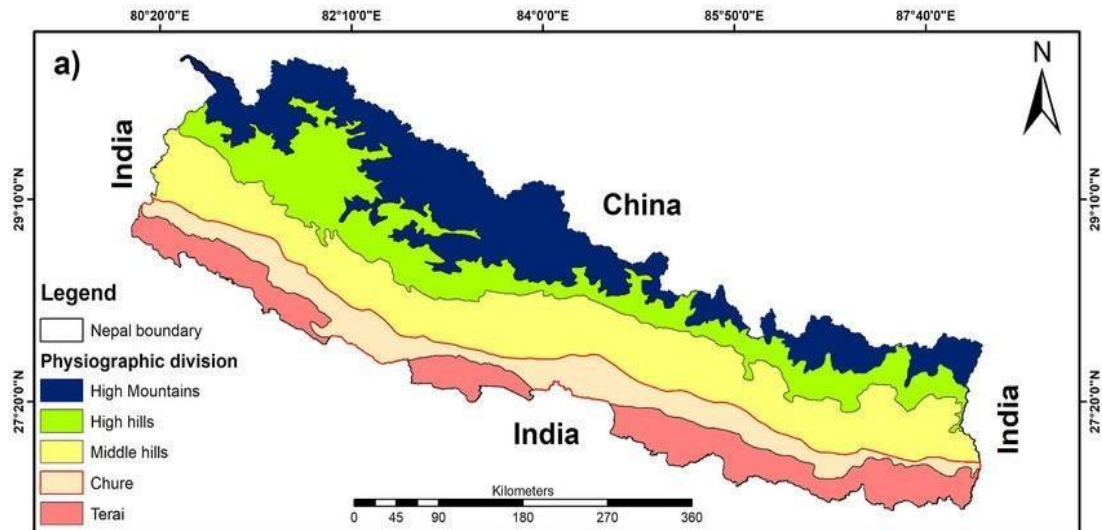 80°20'0"E 82°10'0"E 84°0'0"E 85°50'0"E 87°40'0"E
a)
N
India
29°10'0"N
China
29°10'0"N
Legend
Nepal boundary
Physiographic division
High Mountains
High hills
Middle hills
Chure
Terai
27°20'0"N
India
India
27°20'0"N
Kilometers
0 45 90 180 270 360